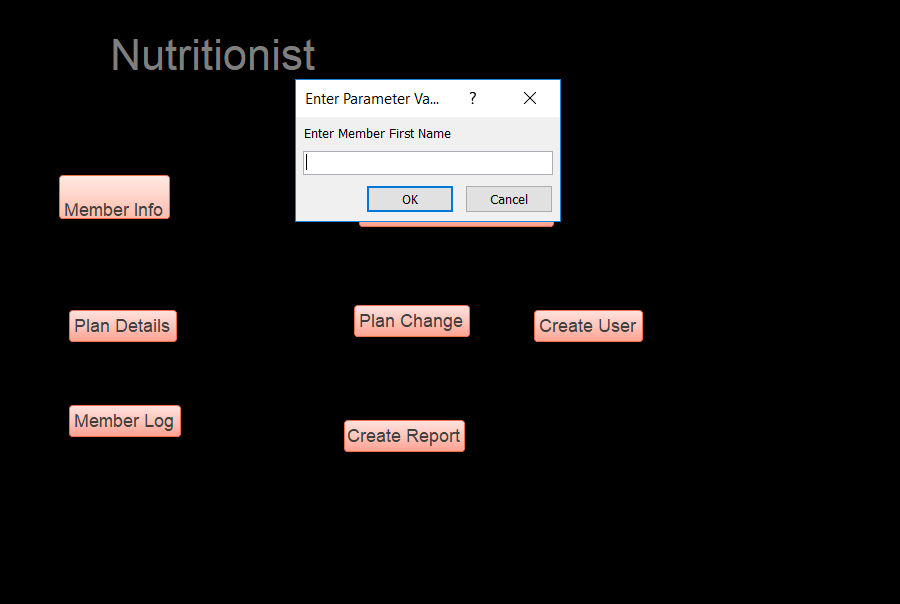 Nutritionist
Enter Parameter Va... ?
Enter Member First Name
OK Cancel
Member Info
Plan Details
Plan Change
Create User
Member Log
Create Report